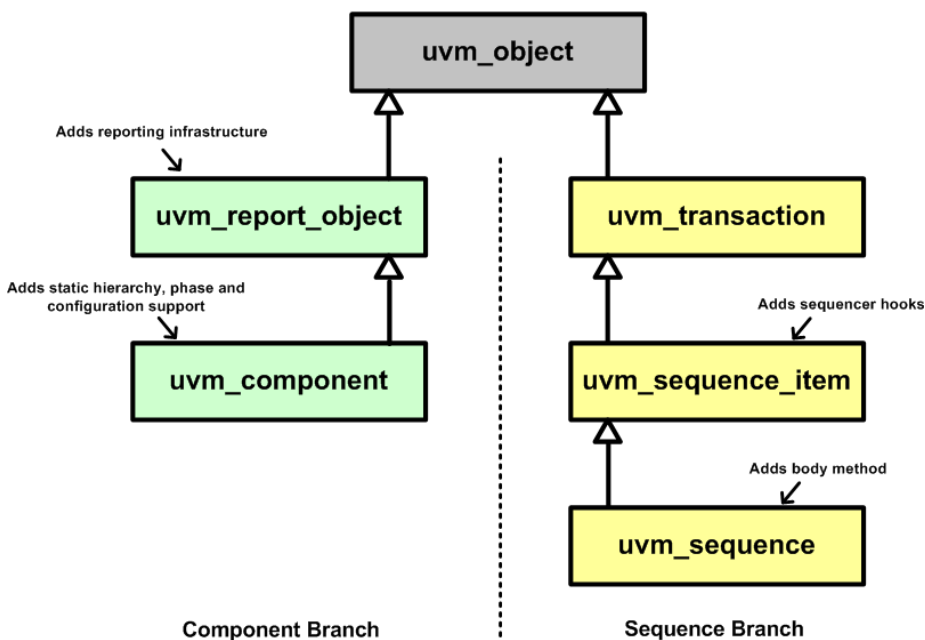 uvm_object
Adds reporting infrastructure
uvm_report_object
uvm_transaction
Adds static hierarchy, phase and
configuration support
Adds sequencer hooks
uvm_component
uvm_sequence_item
Adds body method
uvm_sequence
Component Branch
Sequence Branch